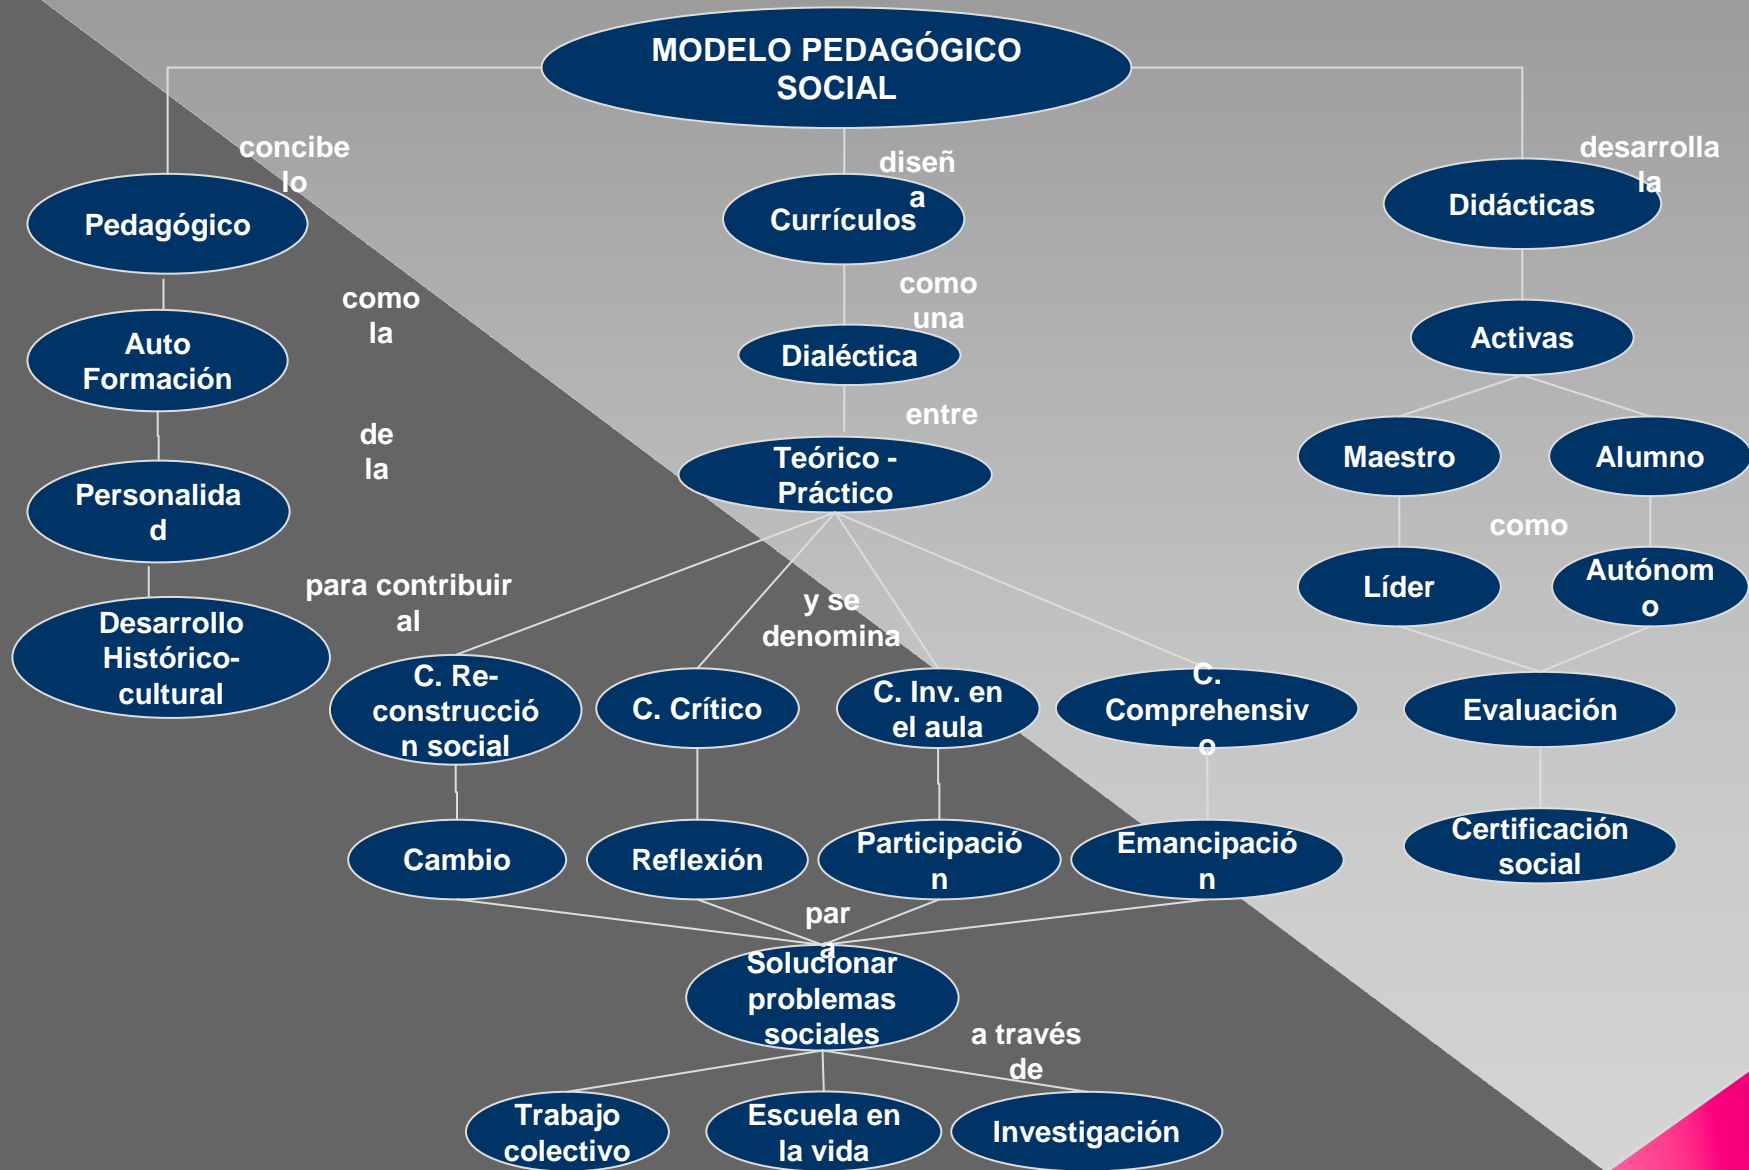 MODELO PEDAGÓGICO
SOCIAL
concibe
lo
diseñ
a
desarrolla
la
Pedagógico
Currículos
Didácticas
como
la
como
una
Auto
Formación
Dialéctica
Activas
de
la
entre
Personalida
d
Teórico -
Práctico
Maestro
Alumno
como
para contribuir
al
y se
denomina
Líder
Autónom
o
Desarrollo
Histórico-
cultural
C. Re-
construcció
n social
C. Crítico
C. Inv. en
el aula
C.
Comprehensiv
o
Evaluación
Cambio
Reflexión
Participació
n
Emancipació
n
Certificación
social
par
a
Solucionar
problemas
sociales
a través
de
Trabajo
colectivo
Escuela en
la vida
Investigación